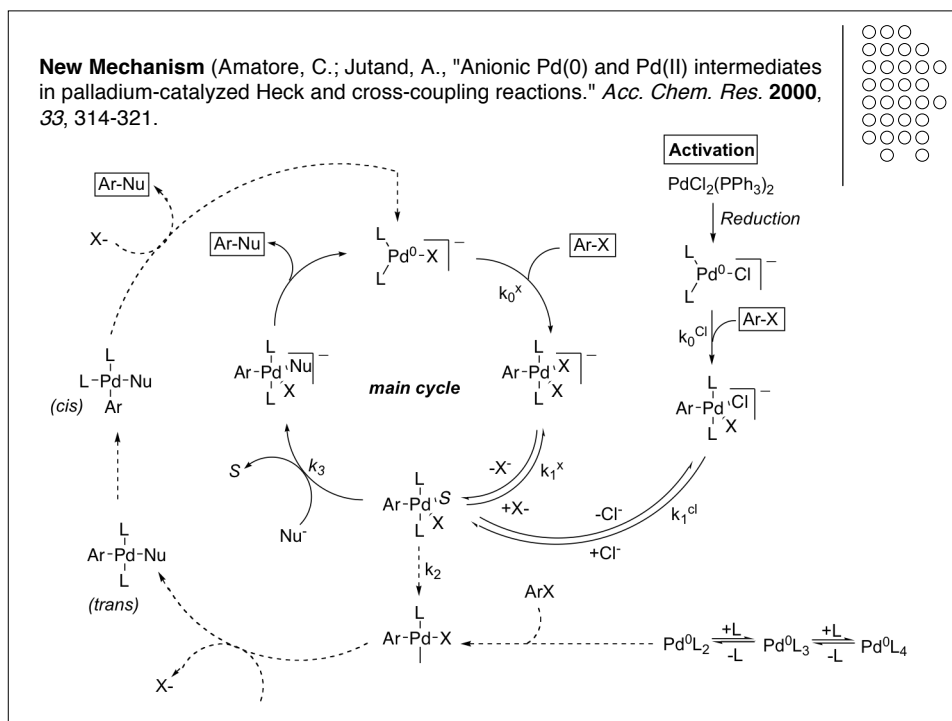 New Mechanism (Amatore, C.; Jutand, A., "Anionic Pd(0) and Pd(II) intermediates
in palladium-catalyzed Heck and cross-coupling reactions." Acc. Chem. Res. 2000,
33, 314-321.
Activation
PdCl2(PPh3)2
Reduction
L
Pd0-Cl –
L
k0Cl
Ar-X
L
Ar-Pd Cl –
X
L
-Cl-
+Cl-
k1cl
Ar-Nu
X-
L
Pd0-X –
L
Ar-X
k0x
L
Ar-Pd X –
X
L
-X-
+X-
k1x
main cycle
L
Ar-Pd S
X
L
k3
S
Nu-
L
Ar-Pd Nu –
X
L
Ar-Nu
k2
L
Ar-Pd-X
ArX
Pd0L2 +L -L Pd0L3 +L -L Pd0L4
X-
L
Ar-Pd-Nu
L
(trans)
L
L-Pd-Nu
Ar
(cis)